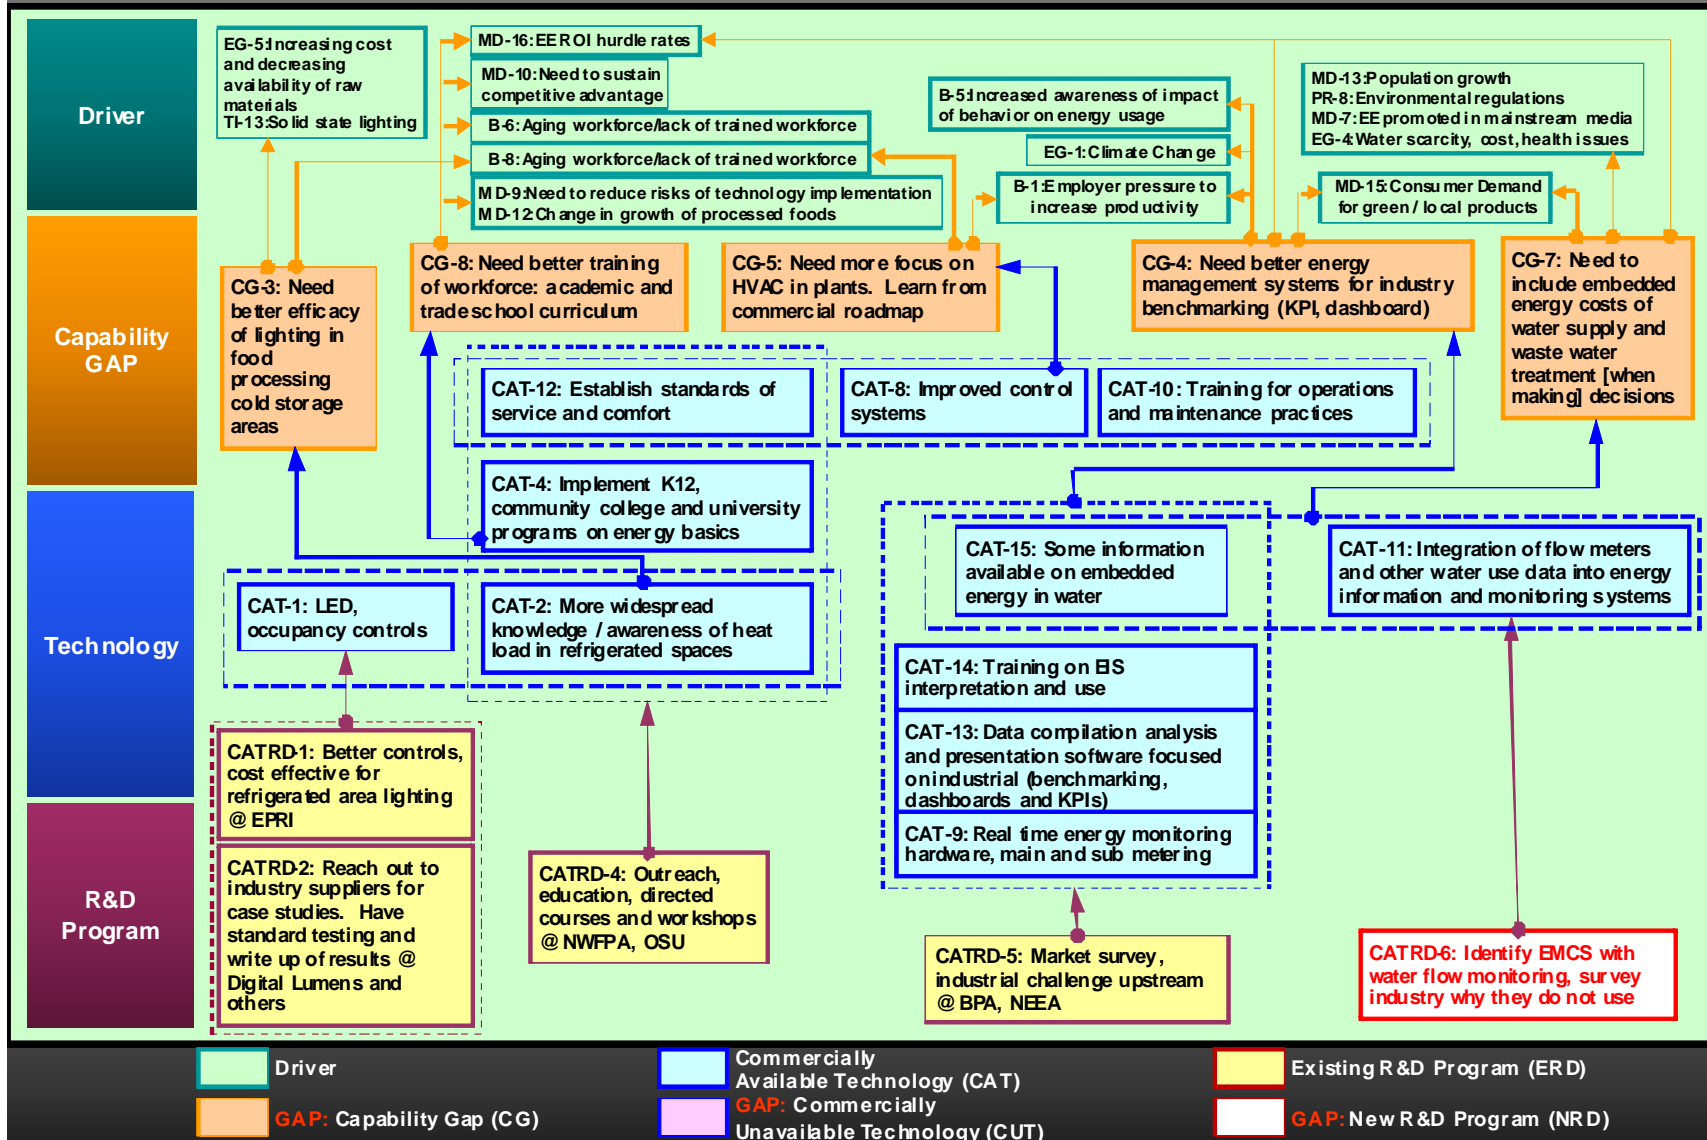 Driver
EG-5:Increasing cost
and decreasing
availability of raw
materials
TI-13:Solid state lighting
MD-16:EE ROI hurdle rates
MD-10:Need to sustain
competitive advantage
B-6:Aging workforce/lack of trained workforce
B-8:Aging workforce/lack of trained workforce
MD-9:Need to reduce risks of technology implementation
MD-12:Change in growth of processed foods
B-5:Increased awareness of impact
of behavior on energy usage
EG-1:Climate Change
B-1:Employer pressure to
increase productivity
MD-13:Population growth
PR-8:Environmental regulations
MD-7:EE promoted in mainstream media
EG-4:Water scarcity, cost, health issues
MD-15:Consumer Demand
for green / local products
Capability
GAP
CG-3: Need
better efficacy
of lighting in
food
processing
cold storage
areas
CG-8: Need better training
of workforce: academic and
trade school curriculum
CG-5: Need more focus on
HVAC in plants.  Learn from
commercial roadmap
CG-4: Need better energy
management systems for industry
benchmarking (KPI, dashboard)
CG-7: Need to
include embedded
energy costs of
water supply and
waste water
treatment [when
making] decisions
CAT-12: Establish standards of
service and comfort
CAT-8: Improved control
systems
CAT-10: Training for operations
and maintenance practices
Technology
CAT-4: Implement K12,
community college and university
programs on energy basics
CAT-1: LED,
occupancy controls
CAT-2: More widespread
knowledge / awareness of heat
load in refrigerated spaces
CAT-15: Some information
available on embedded
energy in water
CAT-11: Integration of flow meters
and other water use data into energy
information and monitoring systems
CAT-14: Training on EIS
interpretation and use
CAT-13: Data compilation analysis
and presentation software focused
on industrial (benchmarking,
dashboards and KPIs)
CAT-9: Real time energy monitoring
hardware, main and sub metering
R&D
Program
CATRD-1: Better controls,
cost effective for
refrigerated area lighting
@ EPRI
CATRD-2: Reach out to
industry suppliers for
case studies.  Have
standard testing and
write up of results @
Digital Lumens and
others
CATRD-4: Outreach,
education, directed
courses and workshops
@ NWFPA, OSU
CATRD-5: Market survey,
industrial challenge upstream
@ BPA, NEEA
CATRD-6: Identify EMCS with
water flow monitoring, survey
industry why they do not use
Driver
Commercially
Available Technology (CAT)
Existing R&D Program (ERD)
GAP: Capability Gap (CG)
GAP: Commercially
Unavailable Technology (CUT)
GAP: New R&D Program (NRD)